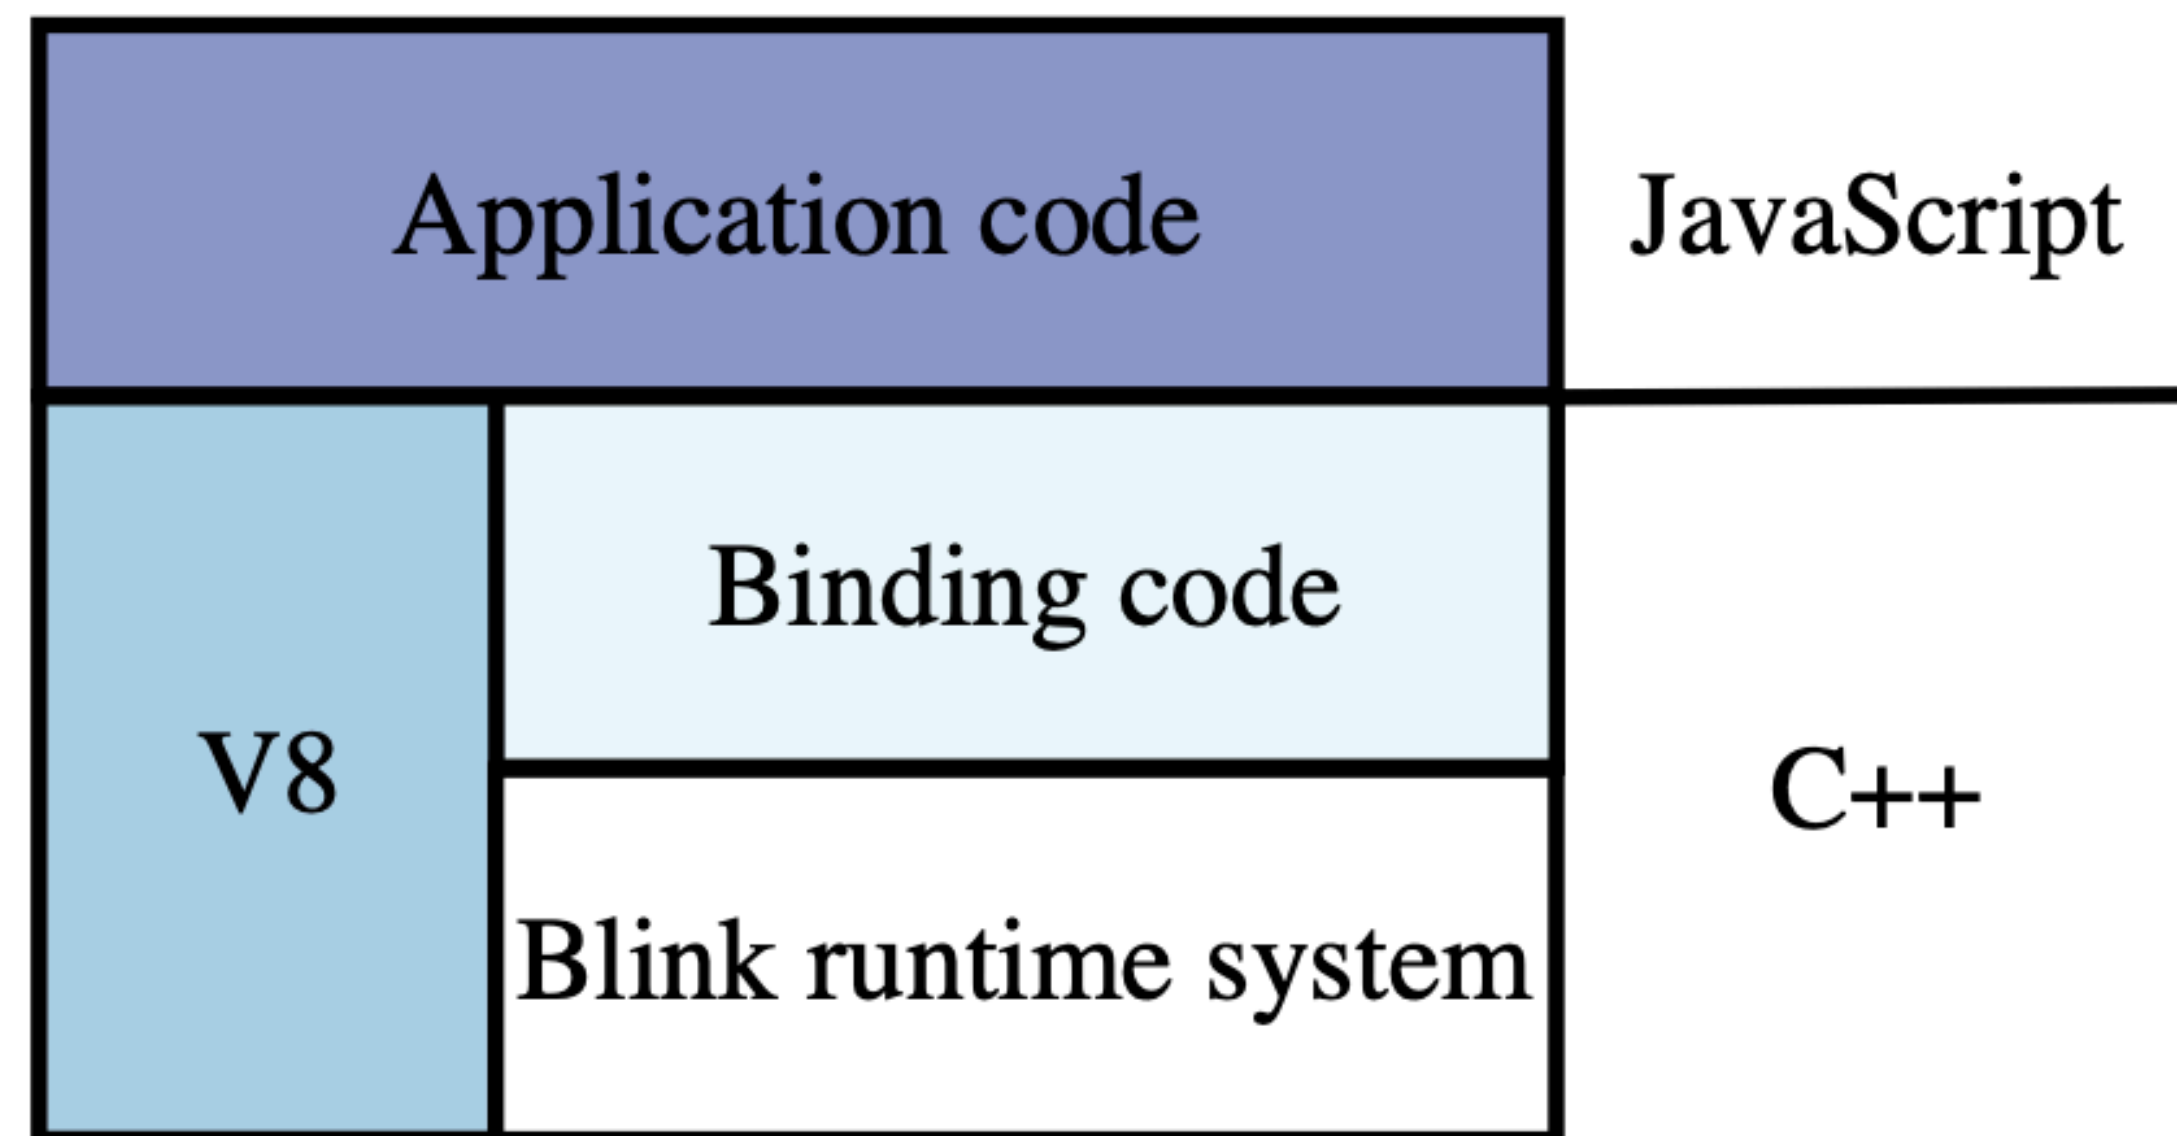 Application code
JavaScript
Binding code
V8
C++
Blink runtime system